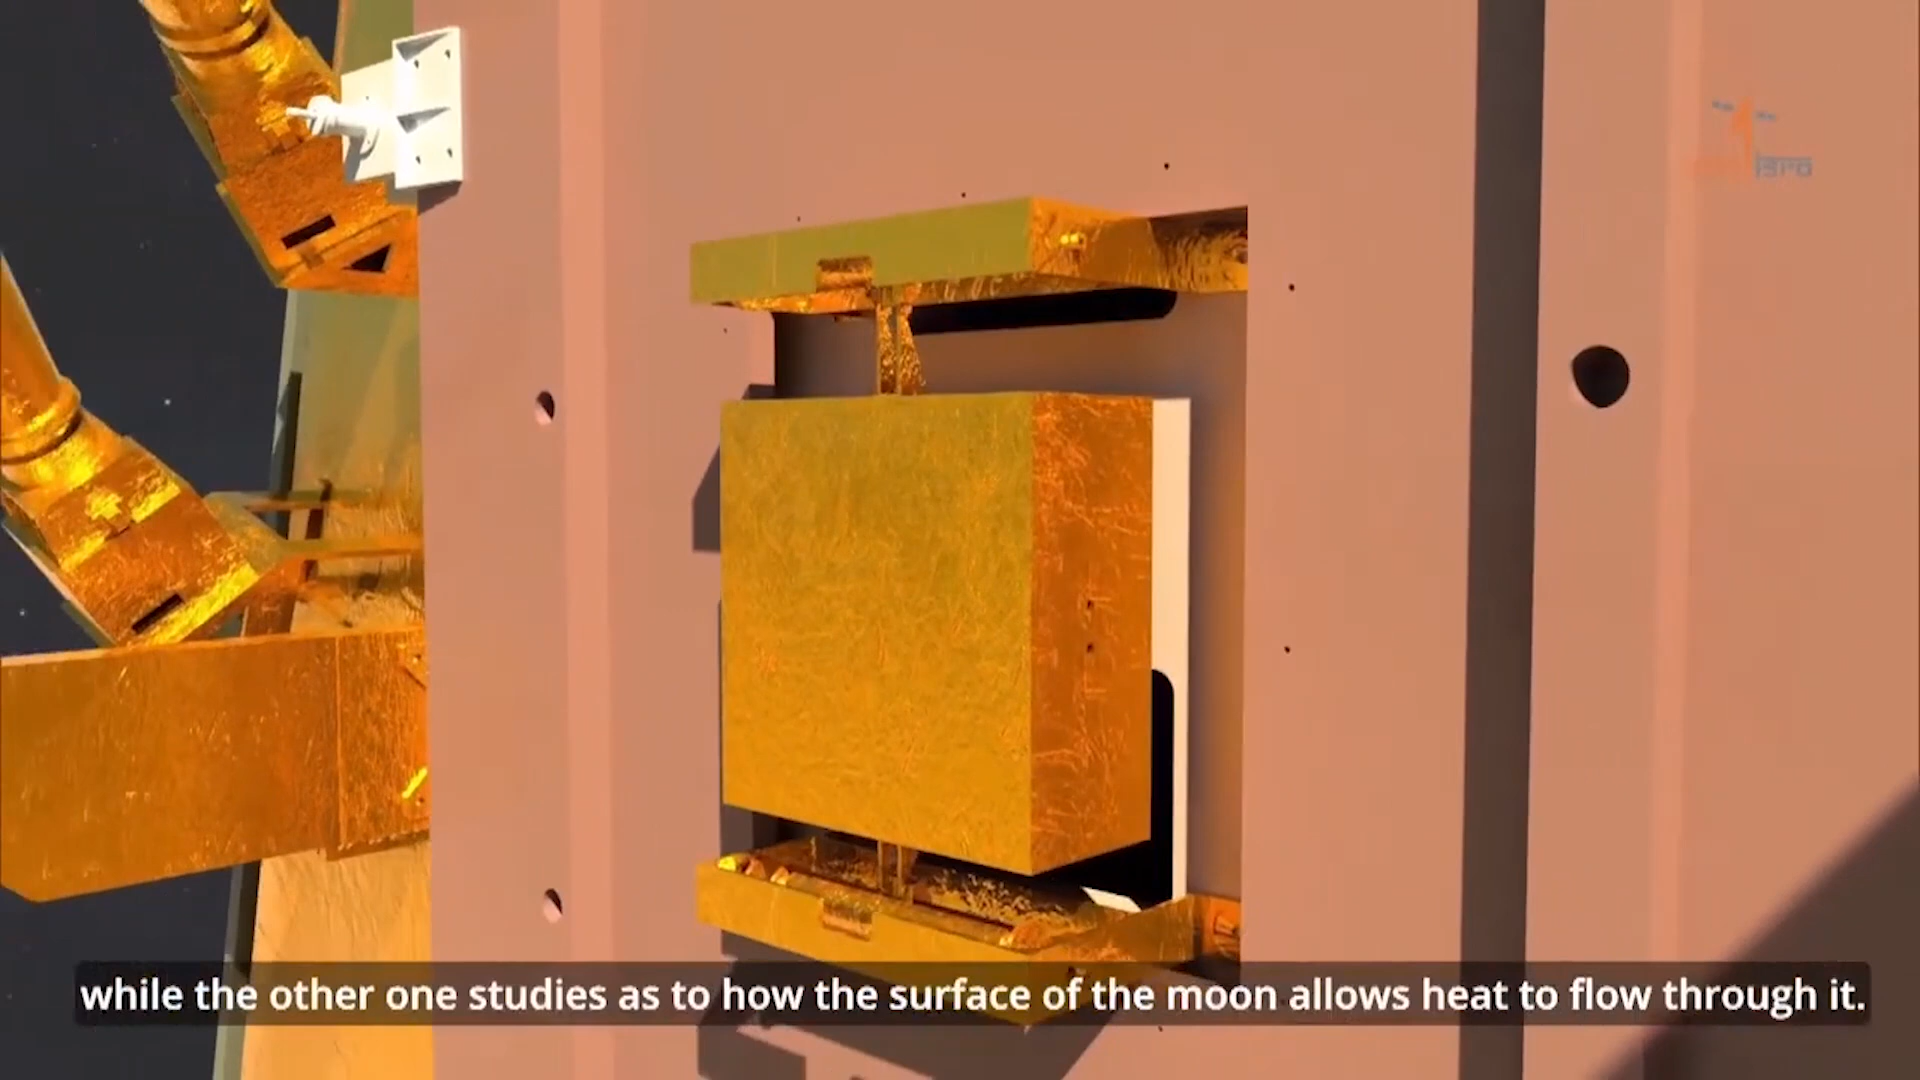 isro
while the other one studies as to how the surface of the moon allows heat to flow through it.